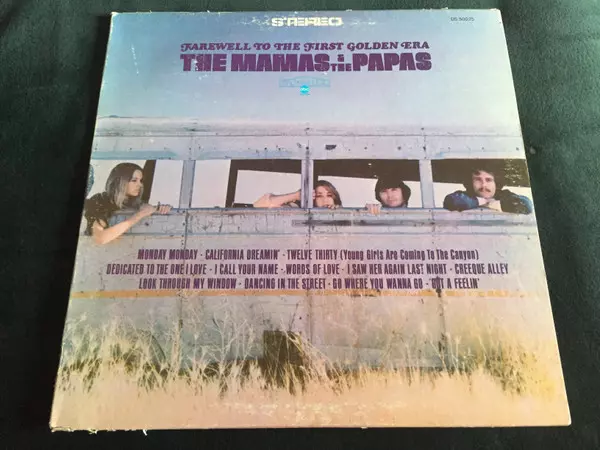 STEREO
FAREWELL TO THE FIRST GOLDEN ERA
THE MAMAS & THE PAPAS
MONDAY MONDAY - CALIFORNIA DREAMIN' - TWELVE THIRTY (Young Girls Are Coming To The Canyon)
DEDICATED TO THE ONE I LOVE - I CALL YOUR NAME - WORDS OF LOVE - I SAW HER AGAIN LAST NIGHT - CREEQUE ALLEY
LOOK THROUGH MY WINDOW - DANCING IN THE STREET - GO WHERE YOU WANNA GO - GOT A FEELIN'